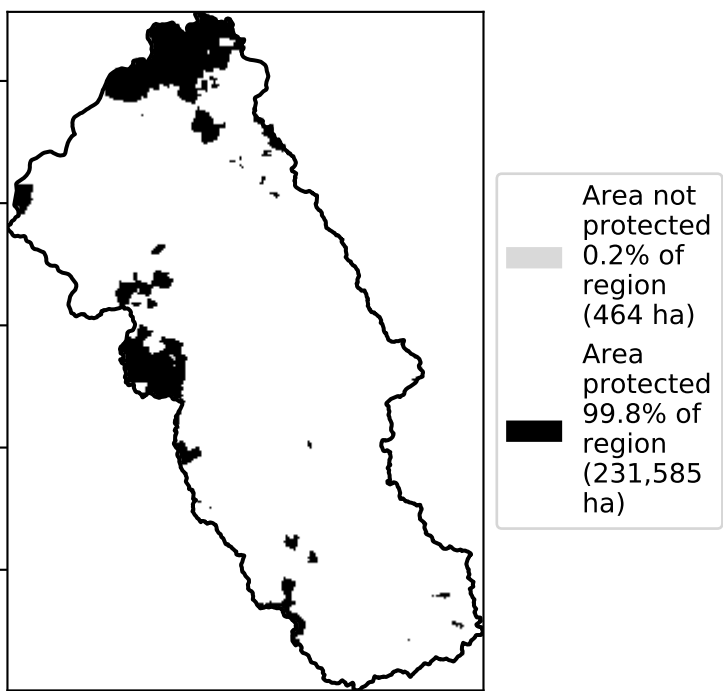 Area not
protected
0.2% of
region
(464 ha)
Area
protected
99.8% of
region
(231,585
ha)